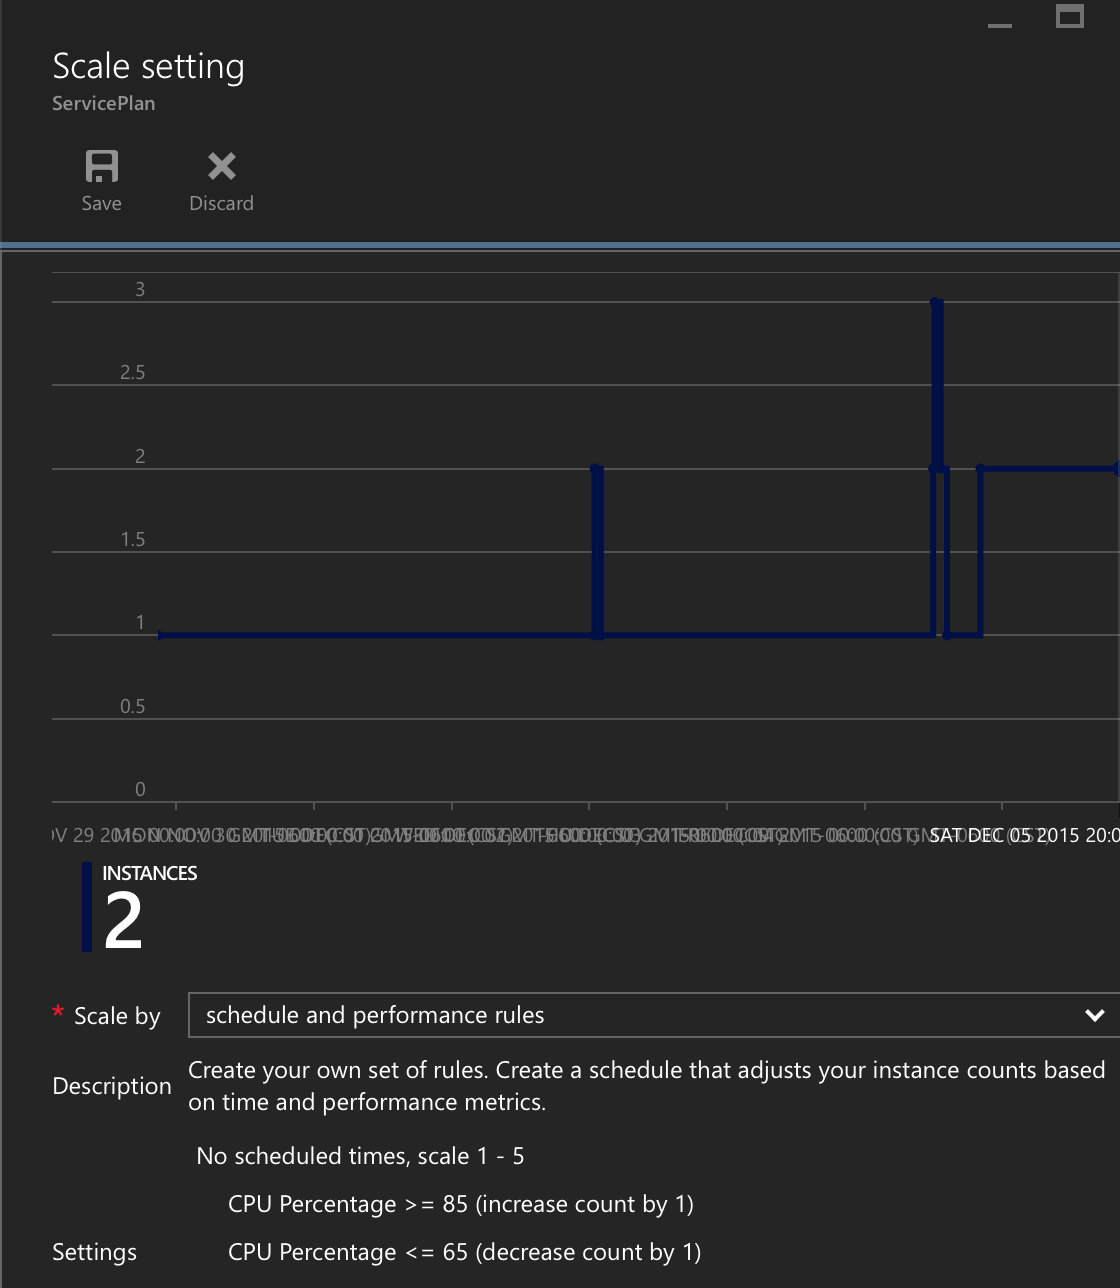 Scale setting
ServicePlan
Save Discard
3
2.5
2
1.5
1
0.5
0
SAT DEC 05 2015 20:0
INSTANCES
2
* Scale by schedule and performance rules
Description Create your own set of rules. Create a schedule that adjusts your instance counts based
on time and performance metrics.
No scheduled times, scale 1 - 5
CPU Percentage >= 85 (increase count by 1)
Settings CPU Percentage <= 65 (decrease count by 1)